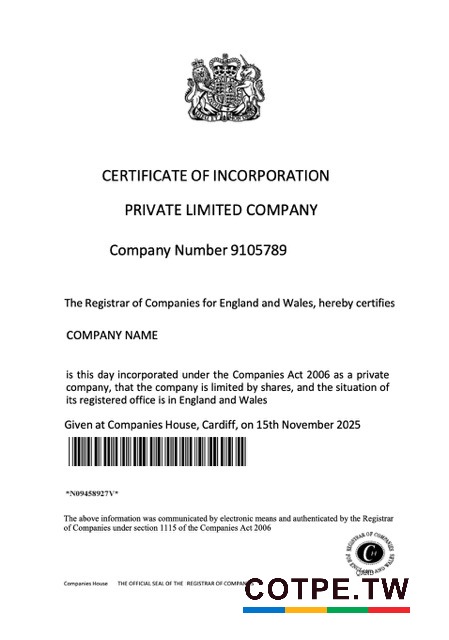 CERTIFICATE OF INCORPORATION
PRIVATE LIMITED COMPANY
Company Number 9105789
The Registrar of Companies for England and Wales, hereby certifies
COMPANY NAME
is this day incorporated under the Companies Act 2006 as a private
company, that the company is limited by shares, and the situation of
its registered office is in England and Wales
Given at Companies House, Cardiff, on 15th November 2025
*N09458927V*
The above information was communicated by electronic means and authenticated by the Registrar
of Companies under section 1115 of the Companies Act 2006
REGISTRAR OF COMPANIES
Companies House THE OFFICIAL SEAL OF THE REGISTRAR OF
COTPE.TW